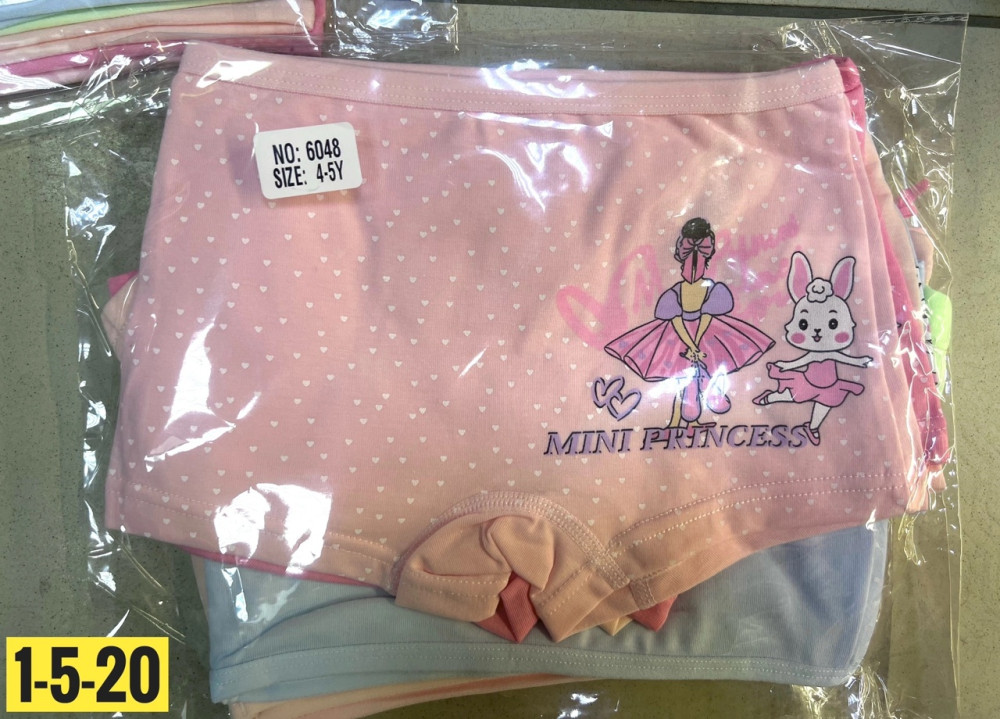 NO: 6048
SIZE: 4-5Y
MINI PRINCESS
1-5-20